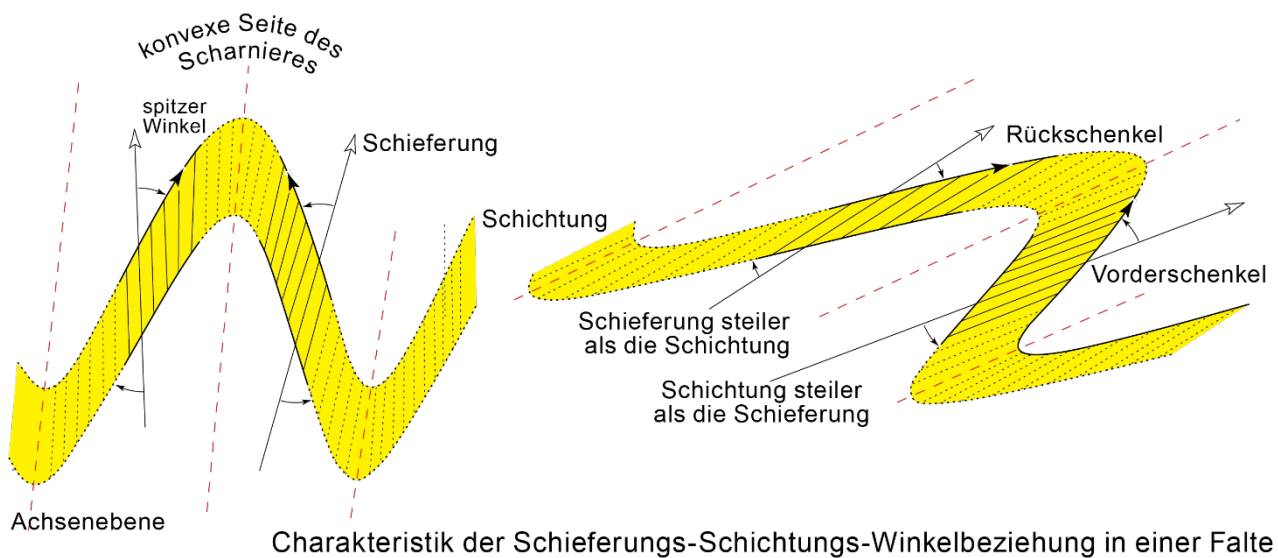 konvexe Seite des
Scharnieres
spitzer
Winkel
Schieferung
Achsenebene
Schichtung
Rückschenkel
Vorderschenkel
Schieferung steiler
als die Schichtung
Schichtung steiler
als die Schieferung
Charakteristik der Schieferungs-Schichtungs-Winkelbeziehung in einer Falte